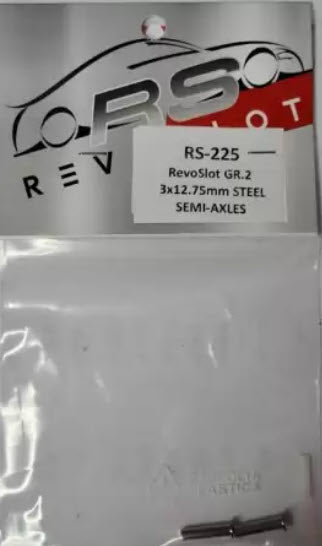 RS
REV SLOT
RS-225
RevoSlot GR.2
3x12.75mm STEEL
SEMI-AXLES